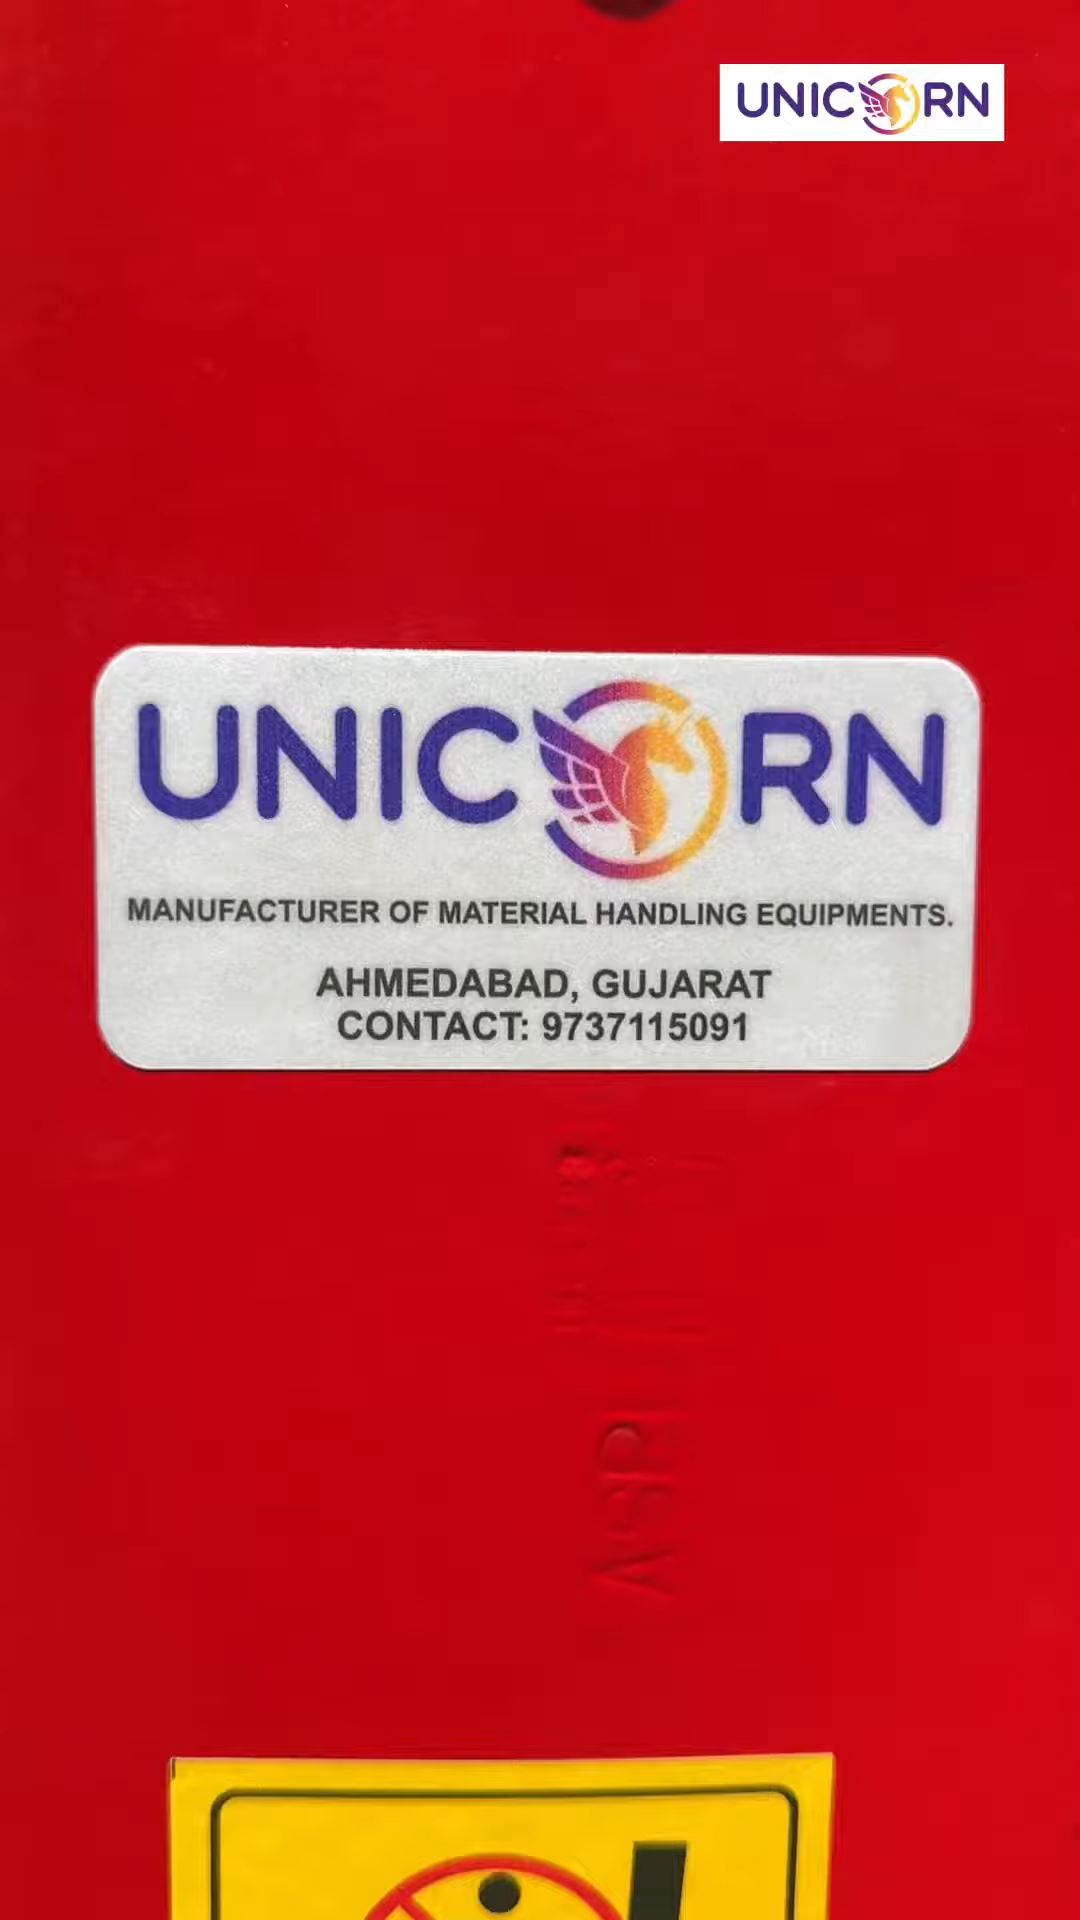 UNICORN
UNICORN
MANUFACTURER OF MATERIAL HANDLING EQUIPMENTS.
AHMEDABAD, GUJARAT
CONTACT: 9737115091